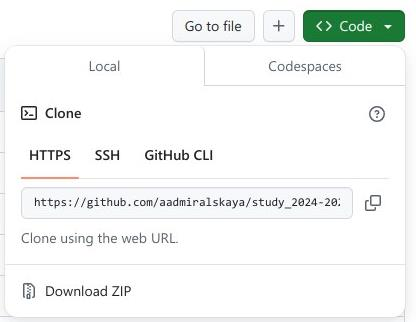 Go to file
+
<> Code
Local
Codespaces
Clone
?
HTTPS
SSH
GitHub CLI
https://github.com/aadmiralskaya/study_2024-202
Clone using the web URL.
Download ZIP